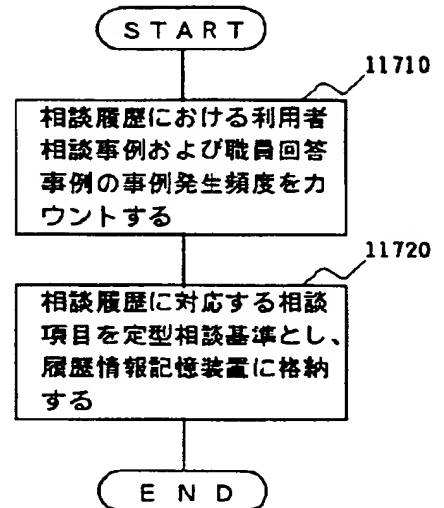 START
11710
相談履歴における利用者
相談事例および職員回答
事例の事例発生頻度をカ
ウントする
11720
相談履歴に対応する相談
項目を定型相談基準とし、
履歴情報記憶装置に格納
する
END